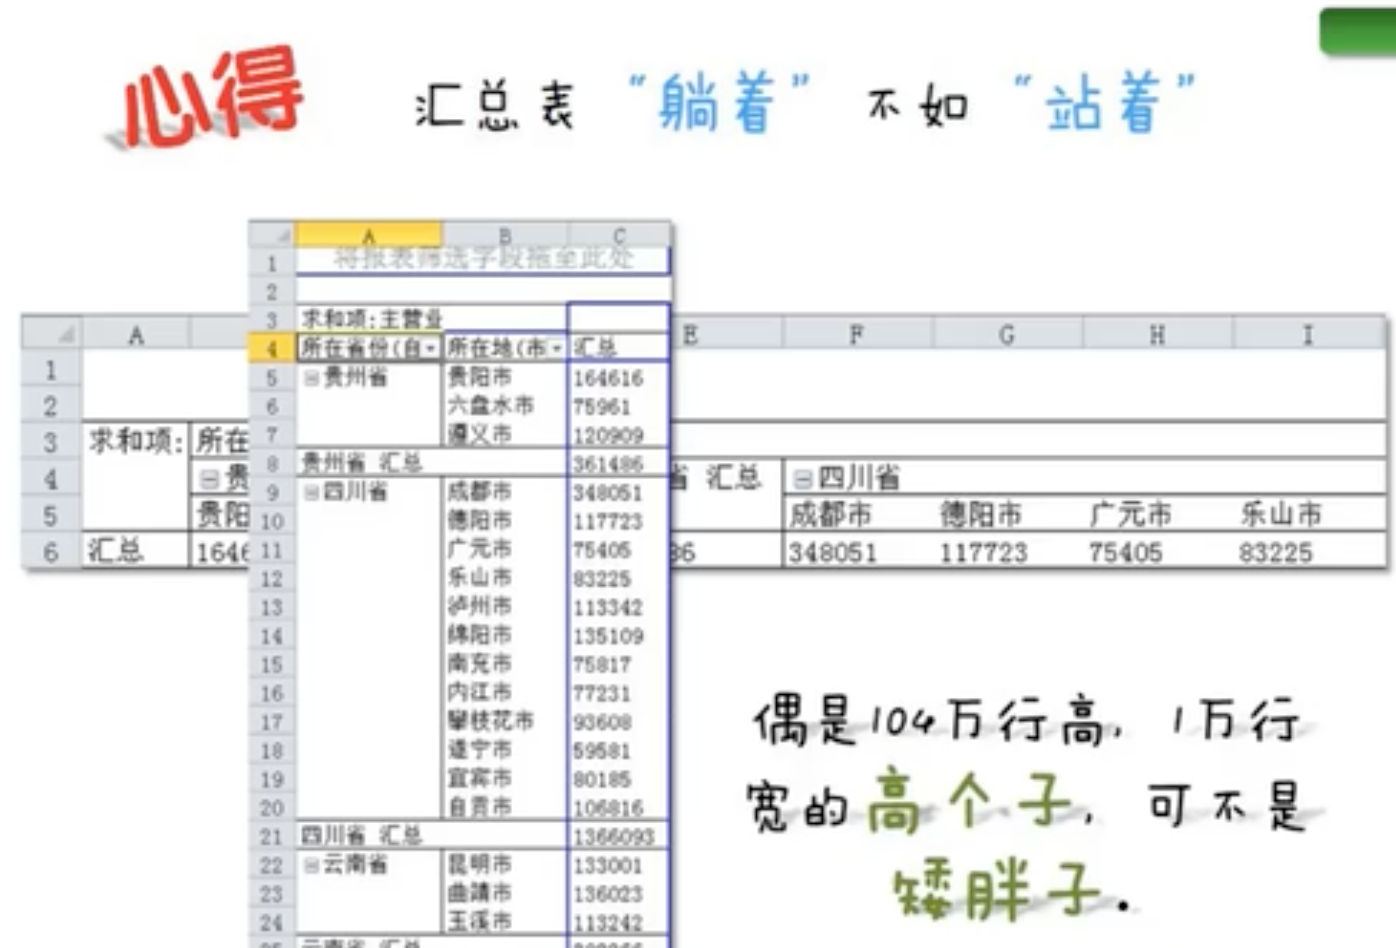 心得 汇总表 “躺着” 不如 “站着”
A B C
1 将报表筛选字段拖至此处
2
3 求和项:主营业
4 所在省份(自 所在地(市 汇总
5 贵州省 贵阳市 164616
6 六盘水市 75961
7 遵义市 120909
8 贵州省 汇总 361486
9 四川省 成都市 348051
10 德阳市 117723
11 广元市 75405
12 乐山市 83225
13 泸州市 113342
14 绵阳市 135109
15 南充市 75817
16 内江市 77231
17 攀枝花市 93608
18 遂宁市 59581
19 宜宾市 80185
20 自贡市 106816
21 四川省 汇总 1366093
22 云南省 昆明市 133001
23 曲靖市 136023
24 玉溪市 113242
云南省 汇总
A E F G H I
1
2
3 求和项: 所在
4 贵 省 汇总 四川省
5 贵阳 成都市 德阳市 广元市 乐山市
6 汇总 1646 86 348051 117723 75405 83225
偶是104万行高, 1万行
宽的高个子, 可不是
矮胖子.